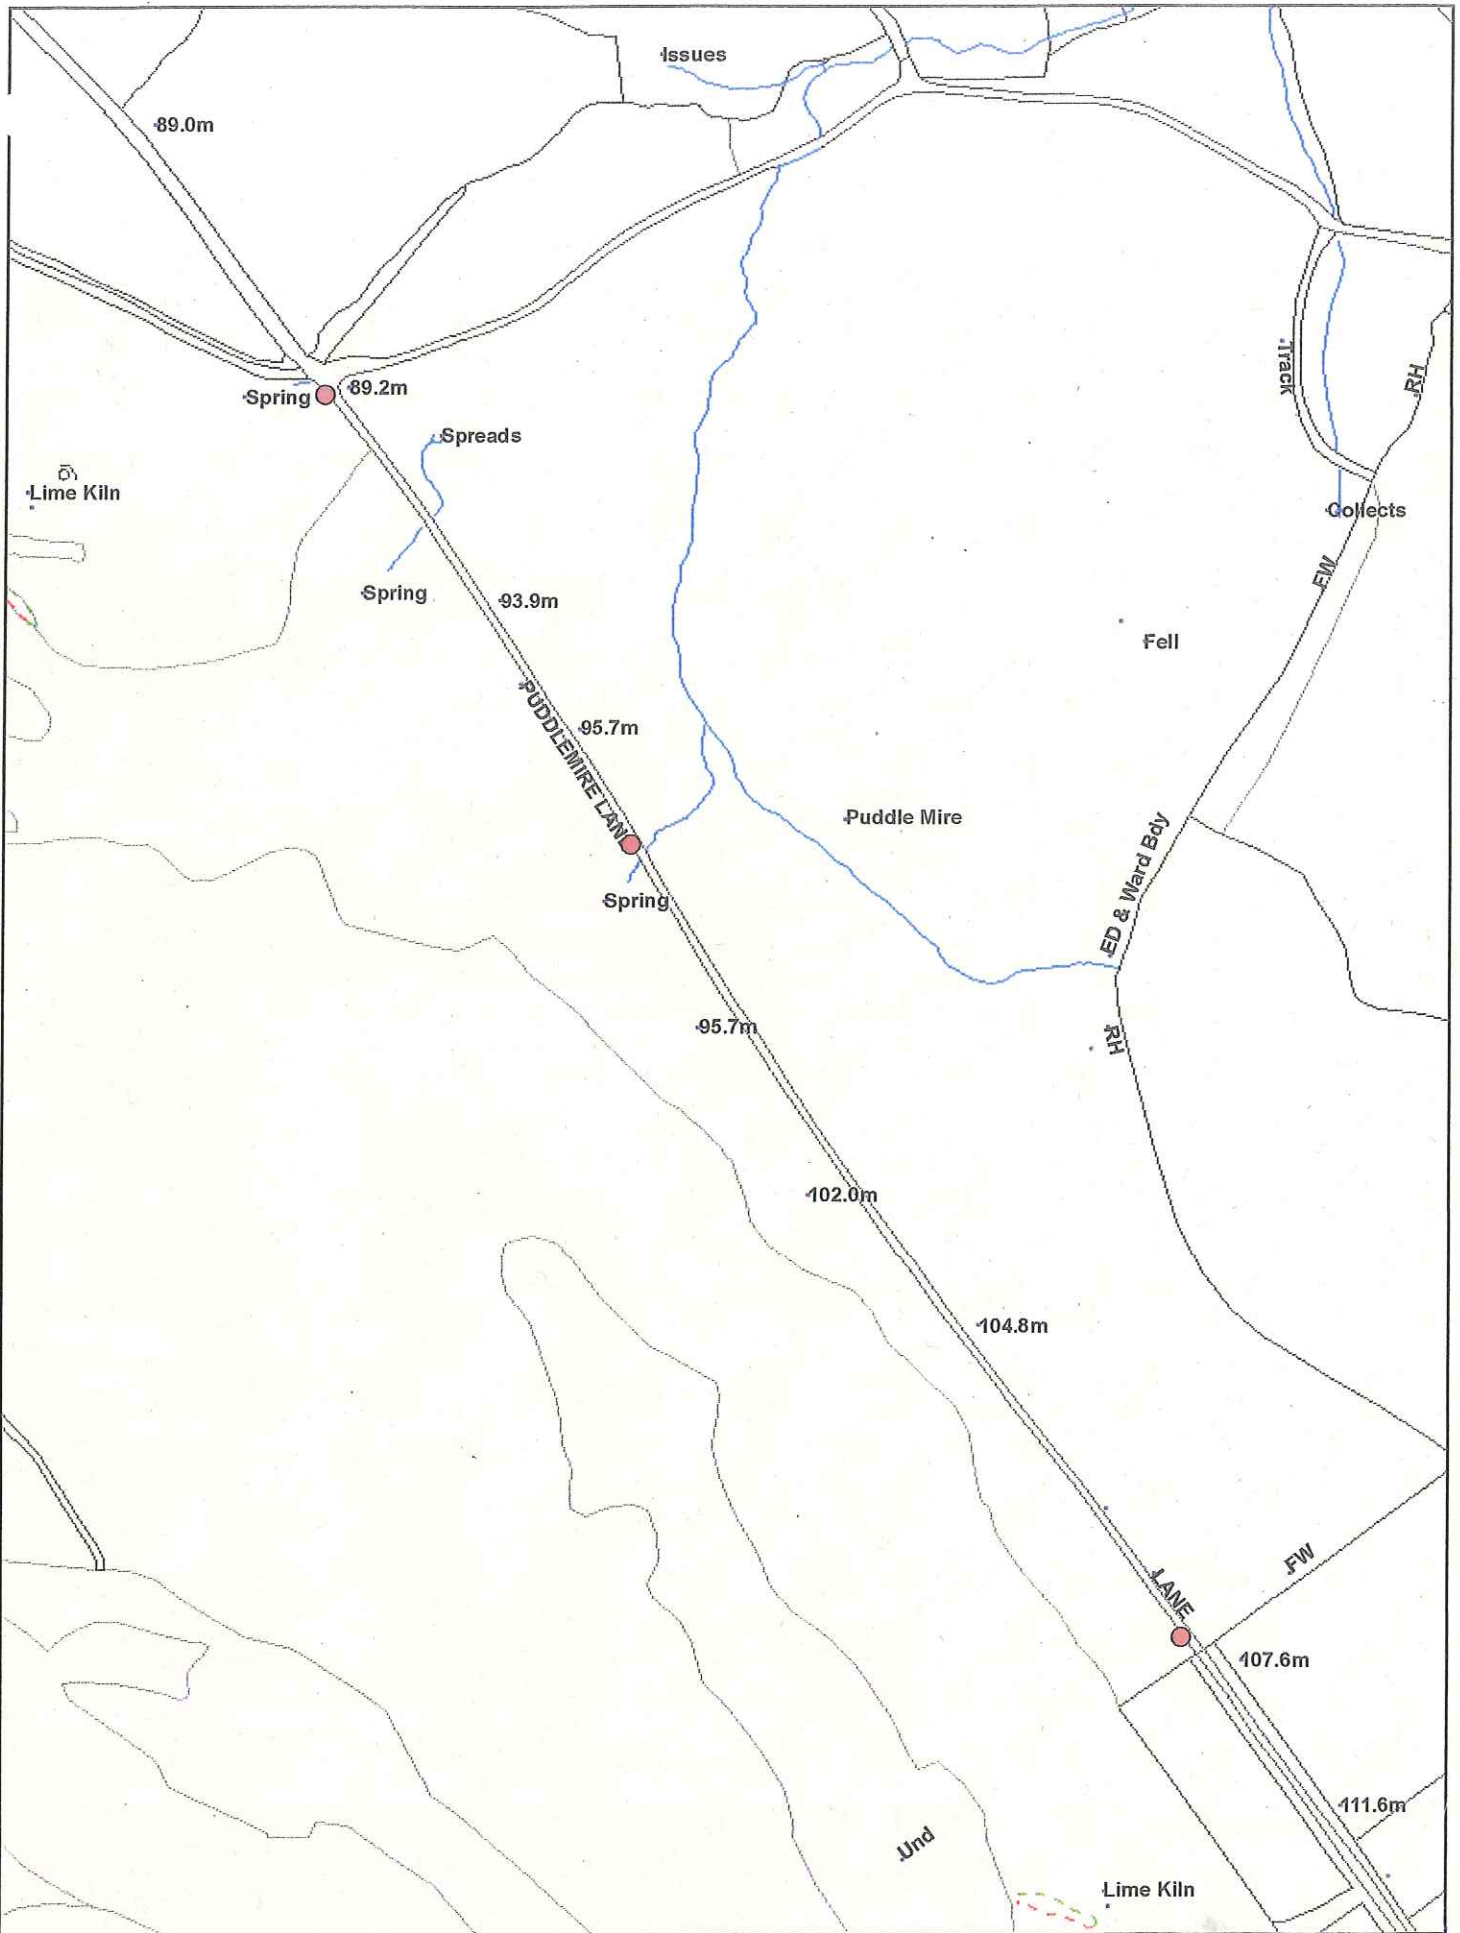 Issues
89.0m
Track
RH
Spring
89.2m
Spreads
Lime Kiln
Collects
Spring
93.9m
FW
Fell
PUDDLEMIRE LANE
95.7m
Puddle Mire
ED & Ward Bdy
Spring
95.7m
RH
102.0m
104.8m
LANE
FW
107.6m
111.6m
Und
Lime Kiln